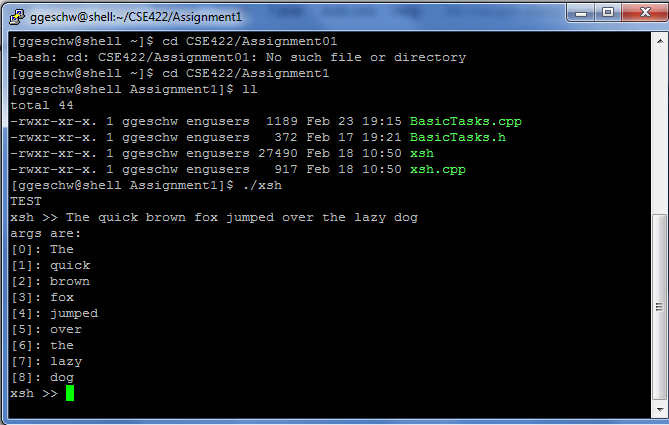 ggeschw@shell:~/CSE422/Assignment1
[ggeschw@shell ~]$ cd CSE422/Assignment01
-bash: cd: CSE422/Assignment01: No such file or directory
[ggeschw@shell ~]$ cd CSE422/Assignment1
[ggeschw@shell Assignment1]$ ll
total 44
-rwxr-xr-x. 1 ggeschw engusers  1189 Feb 23 19:15 BasicTasks.cpp
-rwxr-xr-x. 1 ggeschw engusers   372 Feb 17 19:21 BasicTasks.h
-rwxr-xr-x. 1 ggeschw engusers 27490 Feb 18 10:50 xsh
-rwxr-xr-x. 1 ggeschw engusers   917 Feb 18 10:50 xsh.cpp
[ggeschw@shell Assignment1]$ ./xsh
TEST
xsh >> The quick brown fox jumped over the lazy dog
args are:
[0]: The
[1]: quick
[2]: brown
[3]: fox
[4]: jumped
[5]: over
[6]: the
[7]: lazy
[8]: dog
xsh >>